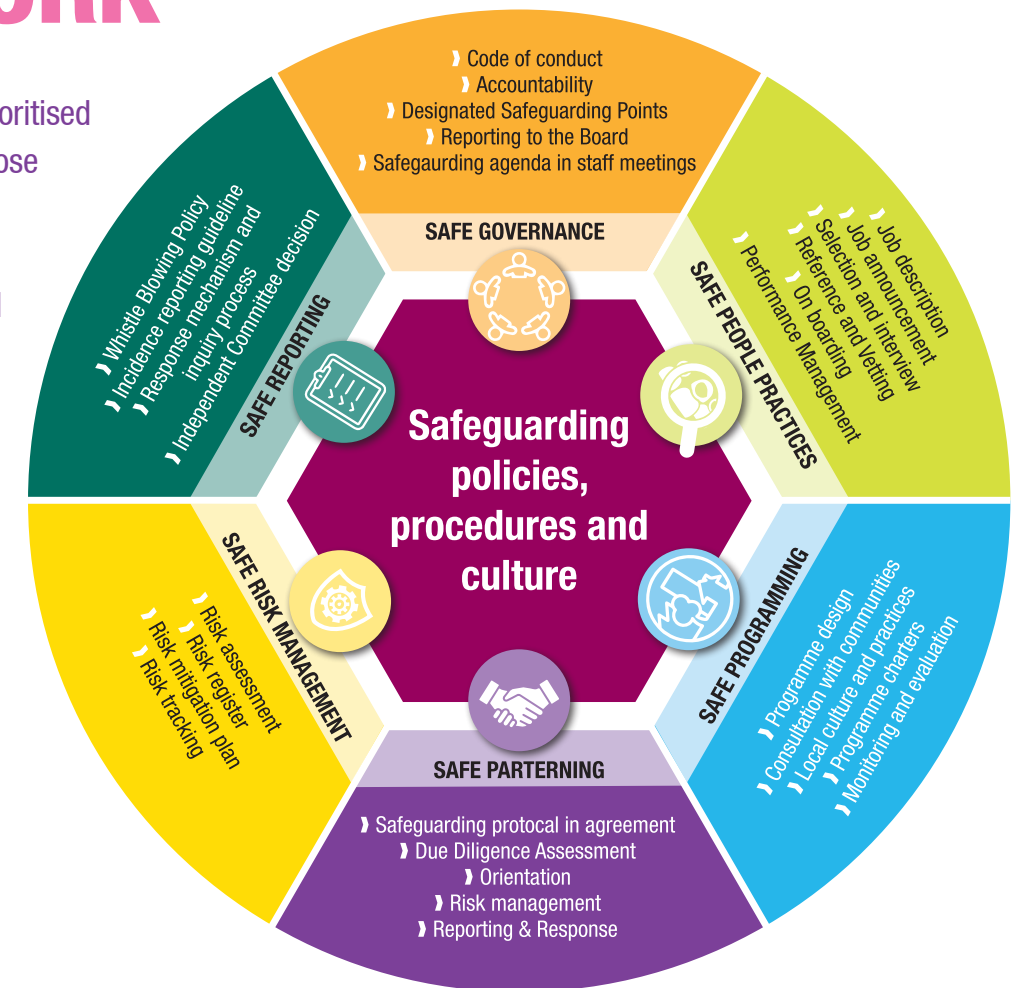 oritised
ose
❱ Code of conduct
❱ Accountability
❱ Designated Safeguarding Points
❱ Reporting to the Board
❱ Safegaurding agenda in staff meetings
SAFE GOVERNANCE
❱ Job description
❱ Job announcement
❱ Selection and interview
❱ Reference and Vetting
❱ On boarding
❱ Performance Management
SAFE PEOPLE PRACTICES
SAFE PROGRAMMING
❱ Programme design
❱ Consultation with communities
❱ Local culture and practices
❱ Programme charters
❱ Monitoring and evaluation
SAFE PARTERNING
❱ Safeguarding protocal in agreement
❱ Due Diligence Assessment
❱ Orientation
❱ Risk management
❱ Reporting & Response
SAFE RISK MANAGEMENT
❱ Risk assessment
❱ Risk register
❱ Risk mitigation plan
❱ Risk tracking
❱ Whistle Blowing Policy
❱ Incidence reporting guideline
❱ Response mechanism and
inquiry process
❱ Independent Committee decision
SAFE REPORTING
Safeguarding
policies,
procedures and
culture